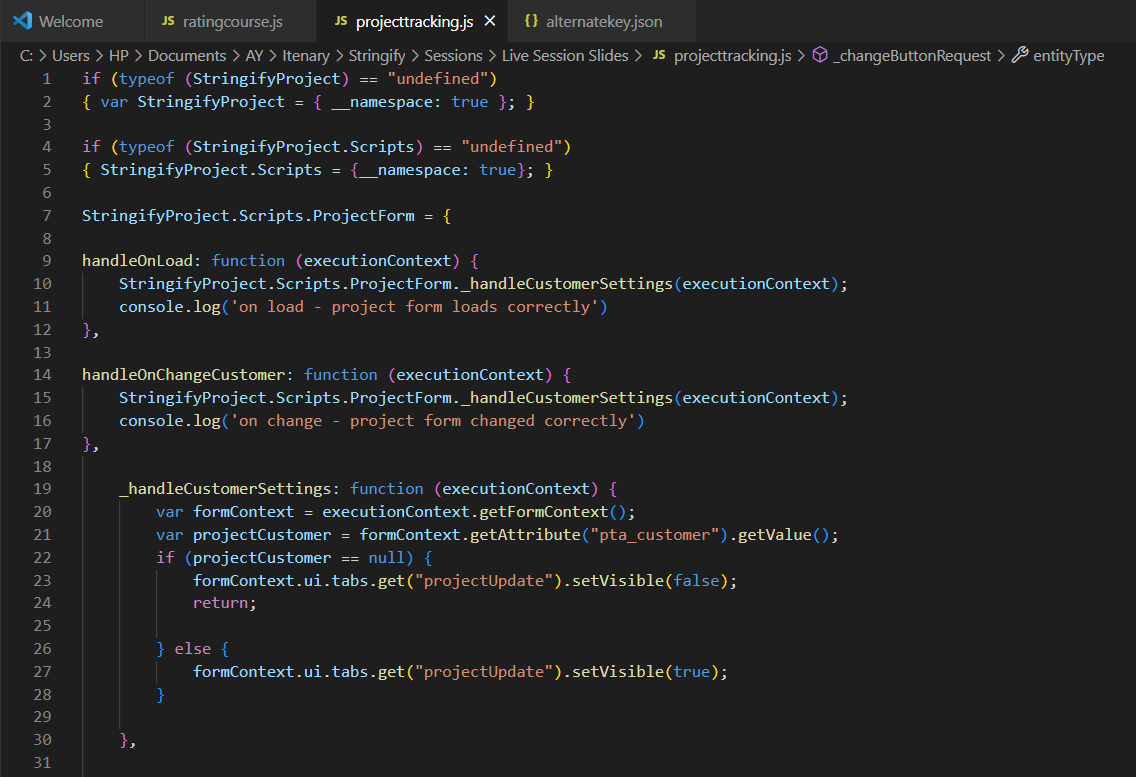 Welcome
JS ratingcourse.js
JS projecttracking.js ×
{} alternatekey.json
C: > Users > HP > Documents > AY > Itenary > Stringify > Sessions > Live Session Slides > JS projecttracking.js > _changeButtonRequest > entityType
1 if (typeof (StringifyProject) == "undefined")
2 { var StringifyProject = { __namespace: true }; }
3
4 if (typeof (StringifyProject.Scripts) == "undefined")
5 { StringifyProject.Scripts = {__namespace: true}; }
6
7 StringifyProject.Scripts.ProjectForm = {
8
9 handleOnLoad: function (executionContext) {
10     StringifyProject.Scripts.ProjectForm._handleCustomerSettings(executionContext);
11     console.log('on load - project form loads correctly')
12 },
13
14 handleOnChangeCustomer: function (executionContext) {
15     StringifyProject.Scripts.ProjectForm._handleCustomerSettings(executionContext);
16     console.log('on change - project form changed correctly')
17 },
18
19     _handleCustomerSettings: function (executionContext) {
20         var formContext = executionContext.getFormContext();
21         var projectCustomer = formContext.getAttribute("pta_customer").getValue();
22         if (projectCustomer == null) {
23             formContext.ui.tabs.get("projectUpdate").setVisible(false);
24             return;
25
26         } else {
27             formContext.ui.tabs.get("projectUpdate").setVisible(true);
28         }
29
30     },
31